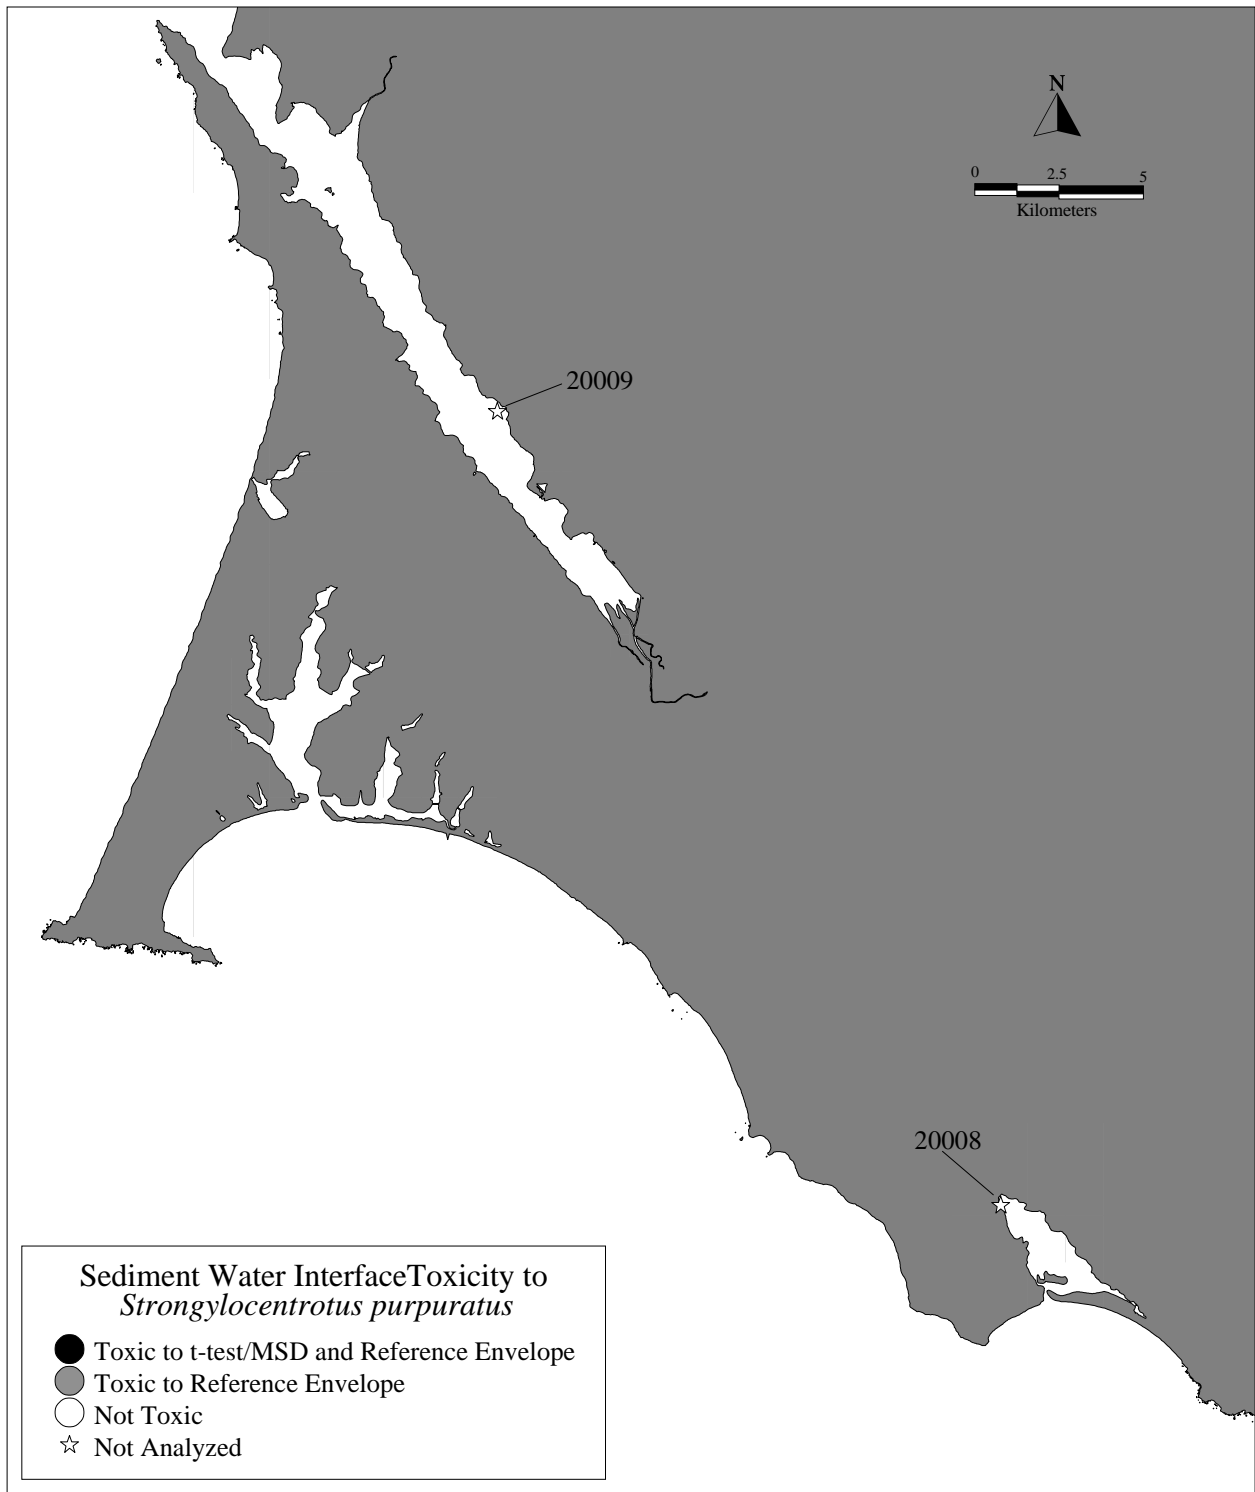 N
0 2.5 5
Kilometers
20009
20008
Sediment Water InterfaceToxicity to
Strongylocentrotus purpuratus
Toxic to t-test/MSD and Reference Envelope
Toxic to Reference Envelope
Not Toxic
Not Analyzed